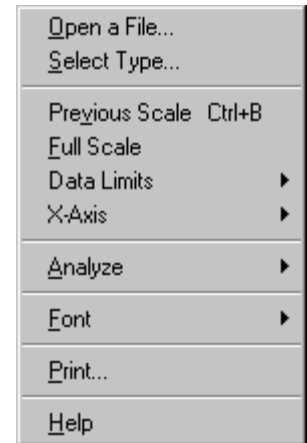 Open a File...
Select Type...
Previous Scale Ctrl+B
Full Scale
Data Limits
X-Axis
Analyze
Font
Print...
Help